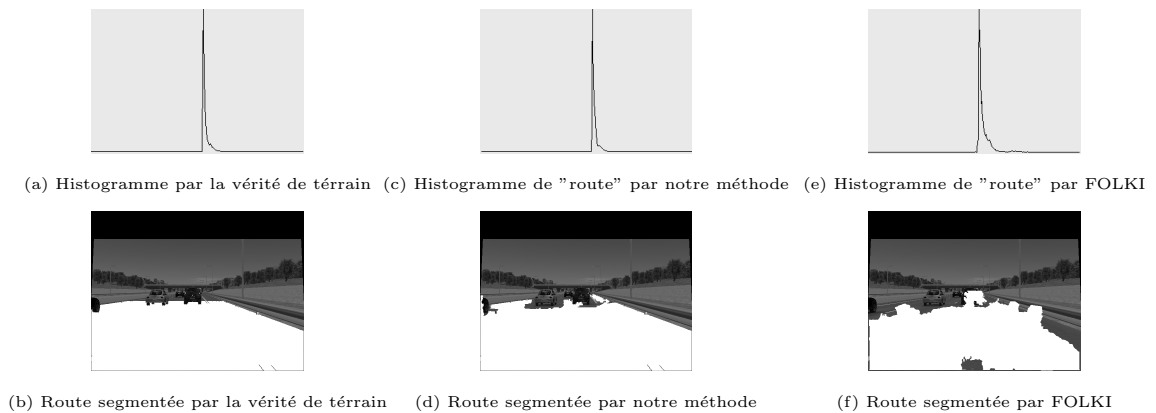 (a) Histogramme par la vérité de térrain
(c) Histogramme de ”route” par notre méthode
(e) Histogramme de ”route” par FOLKI
(b) Route segmentée par la vérité de térrain
(d) Route segmentée par notre méthode
(f) Route segmentée par FOLKI